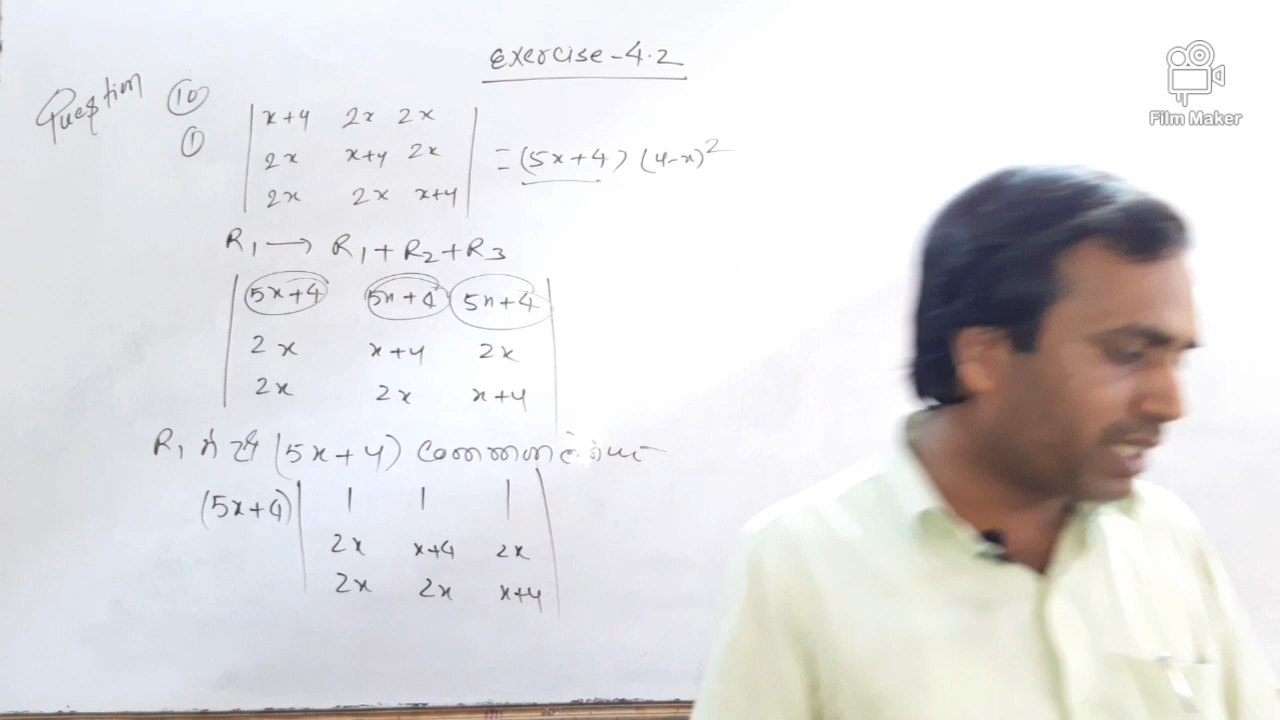 Exercise-4.2
Question 10
1
| x+4 2x 2x |
| 2x x+4 2x | = (5x+4) (4-x)²
| 2x 2x x+4 |
R₁ → R₁+R₂+R₃
| 5x+4 5x+4 5x+4 |
| 2x x+4 2x |
| 2x 2x x+4 |
R₁ में से (5x+4) common
(5x+4) | 1 1 1 |
| 2x x+4 2x |
| 2x 2x x+4 |
Film Maker